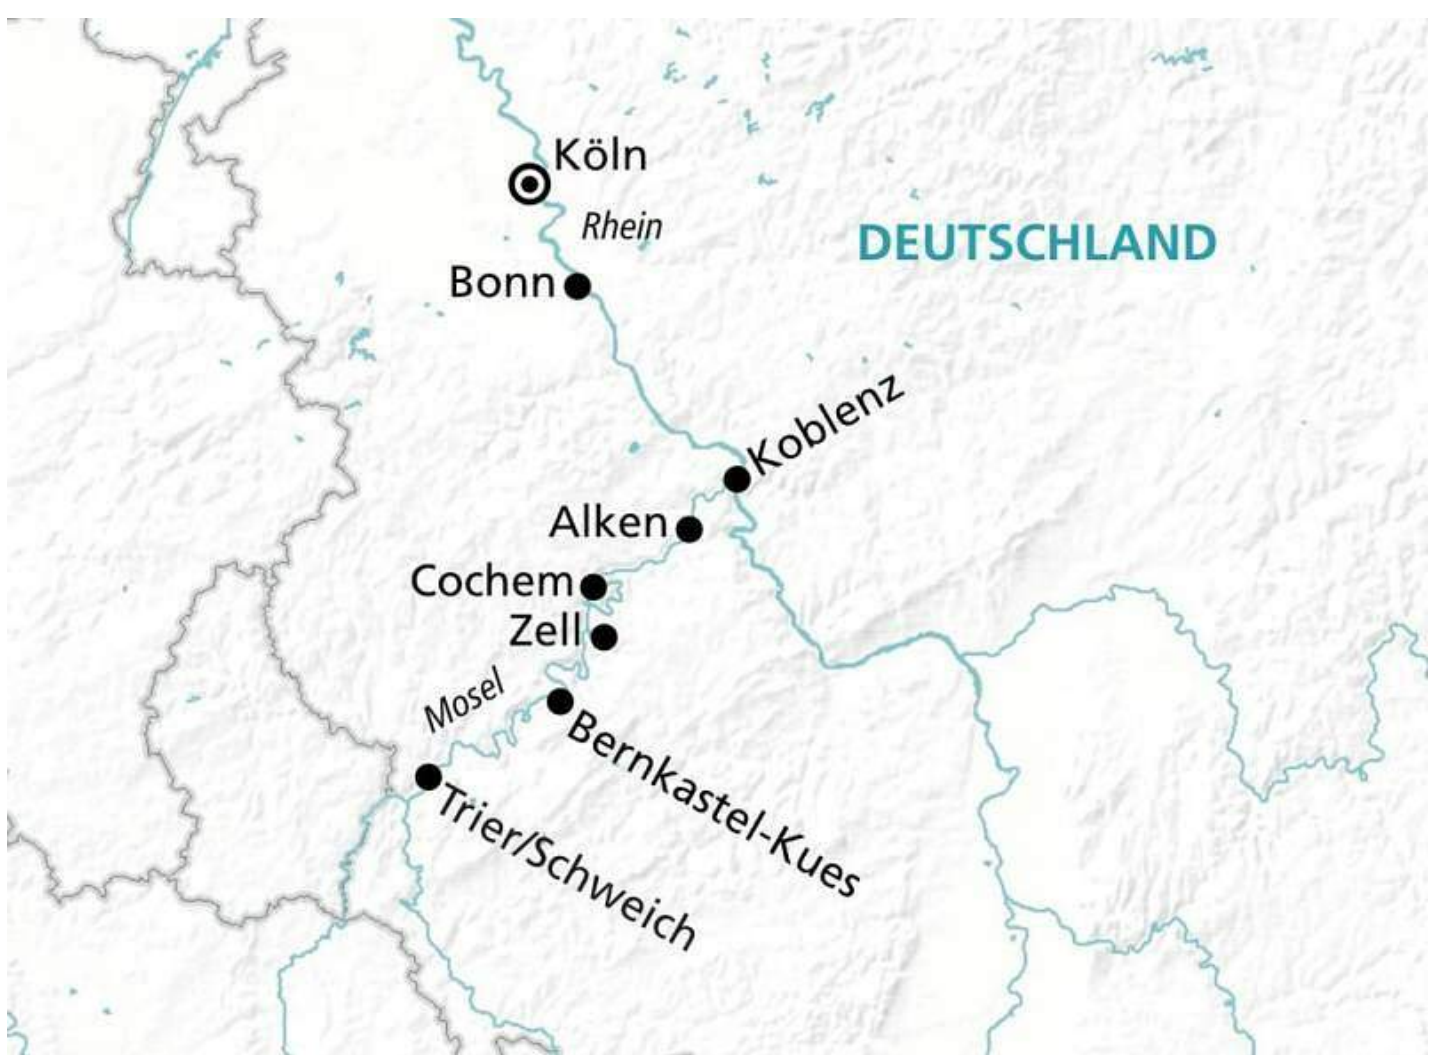 Köln
Rhein
DEUTSCHLAND
Bonn
Koblenz
Alken
Cochem
Zell
Mosel
Bernkastel-Kues
Trier/Schweich